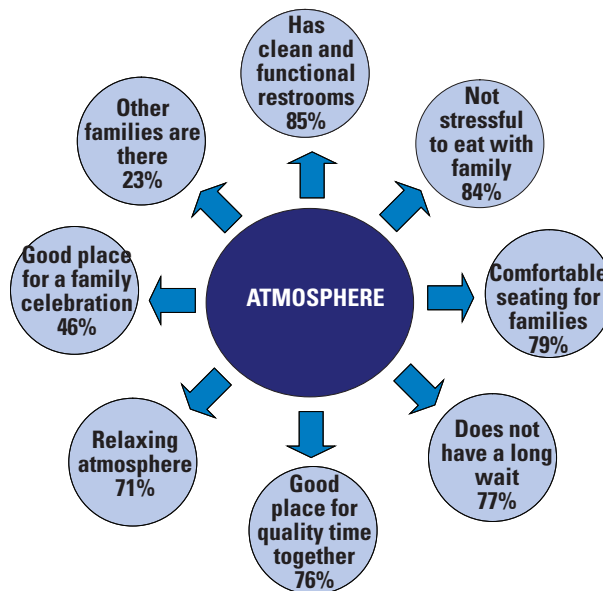 Has
clean and
functional
restrooms
85%
Not
stressful
to eat with
family
84%
Comfortable
seating for
families
79%
Does not
have a long
wait
77%
Good
place for
quality time
together
76%
Relaxing
atmosphere
71%
Good place
for a family
celebration
46%
Other
families are
there
23%
ATMOSPHERE